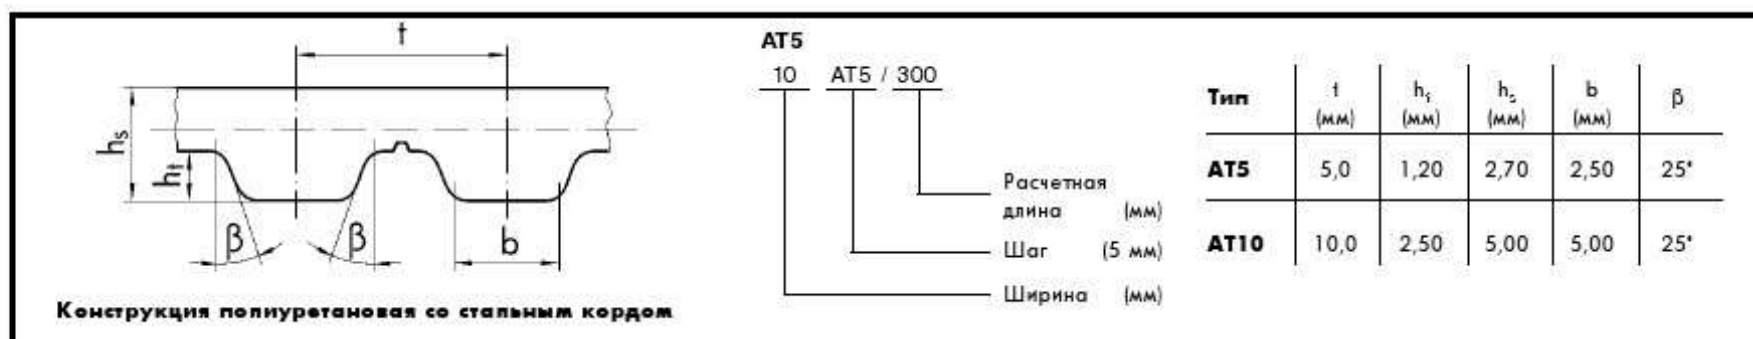 t
hs
ht
β
β
b
Конструкция полиуретановая со стальным кордом
AT5
10 AT5 / 300
Расчетная
длина (мм)
Шаг (5 мм)
Ширина (мм)
Тип t (мм) ht (мм) hs (мм) b (мм) β
AT5 5,0 1,20 2,70 2,50 25°
AT10 10,0 2,50 5,00 5,00 25°